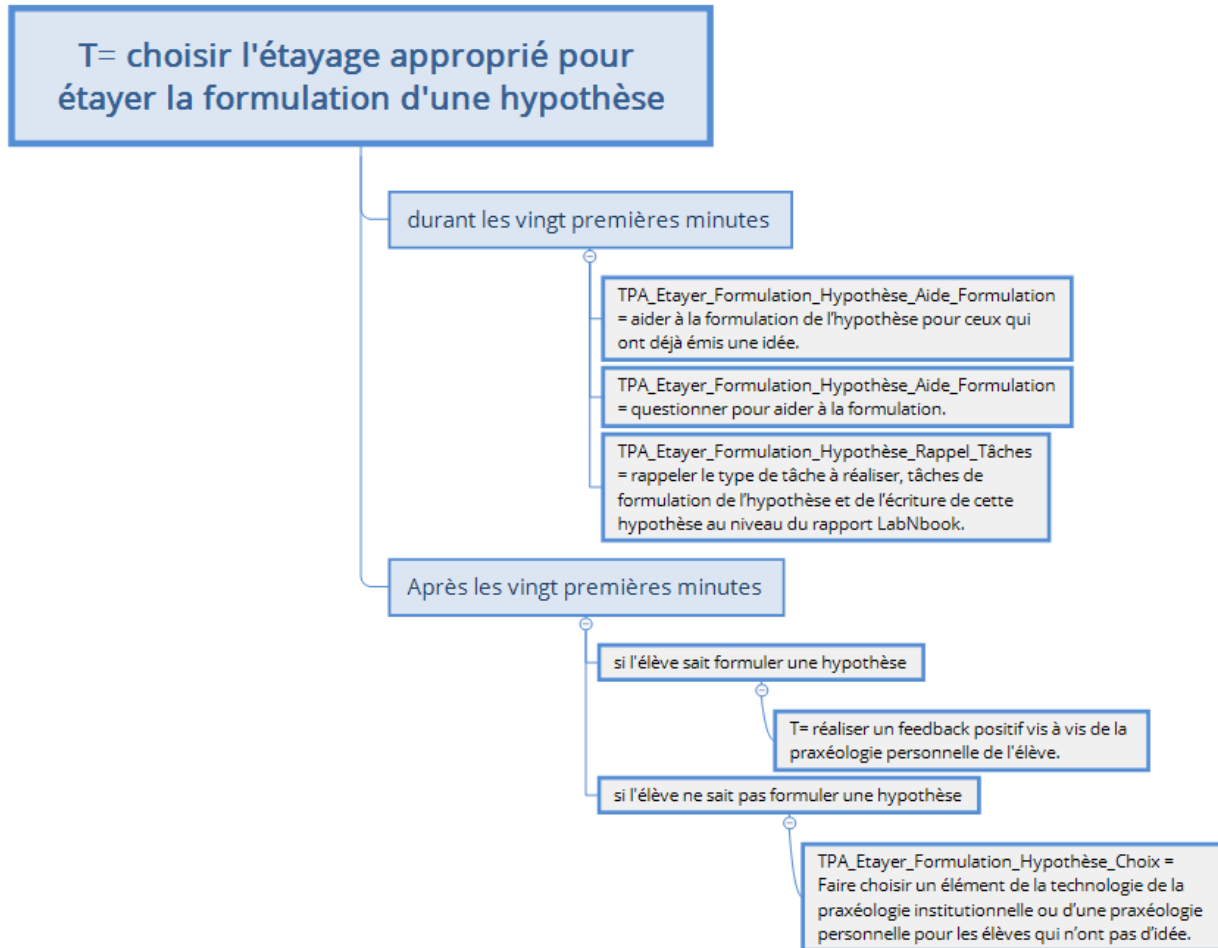 T= choisir l'étayage approprié pour
étayer la formulation d'une hypothèse
durant les vingt premières minutes
TPA_Etayer_Formulation_Hypothèse_Aide_Formulation
= aider à la formulation de l’hypothèse pour ceux qui
ont déjà émis une idée.
TPA_Etayer_Formulation_Hypothèse_Aide_Formulation
= questionner pour aider à la formulation.
TPA_Etayer_Formulation_Hypothèse_Rappel_Tâches
= rappeler le type de tâche à réaliser, tâches de
formulation de l’hypothèse et de l’écriture de cette
hypothèse au niveau du rapport LabNbook.
Après les vingt premières minutes
si l'élève sait formuler une hypothèse
T= réaliser un feedback positif vis à vis de la
praxéologie personnelle de l'élève.
si l'élève ne sait pas formuler une hypothèse
TPA_Etayer_Formulation_Hypothèse_Choix =
Faire choisir un élément de la technologie de la
praxéologie institutionnelle ou d’une praxéologie
personnelle pour les élèves qui n’ont pas d’idée.